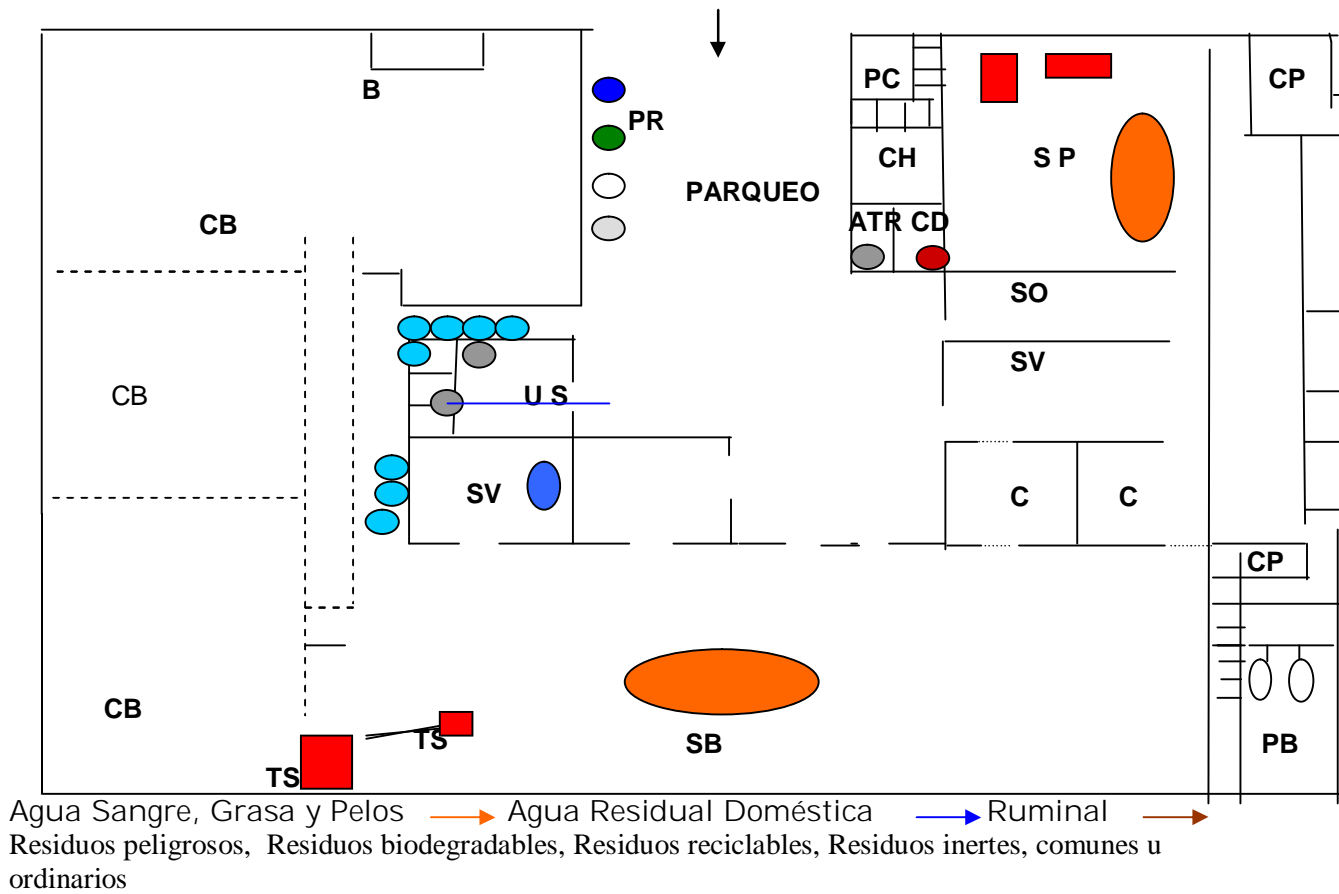 PC
CP
B
PR
CH
S P
PARQUEO
CB
ATR CD
SO
SV
CB
U S
SV
C
C
CP
CB
TS
SB
PB
TS
Agua Sangre, Grasa y Pelos Agua Residual Doméstica Ruminal
Residuos peligrosos, Residuos biodegradables, Residuos reciclables, Residuos inertes, comunes u
ordinarios